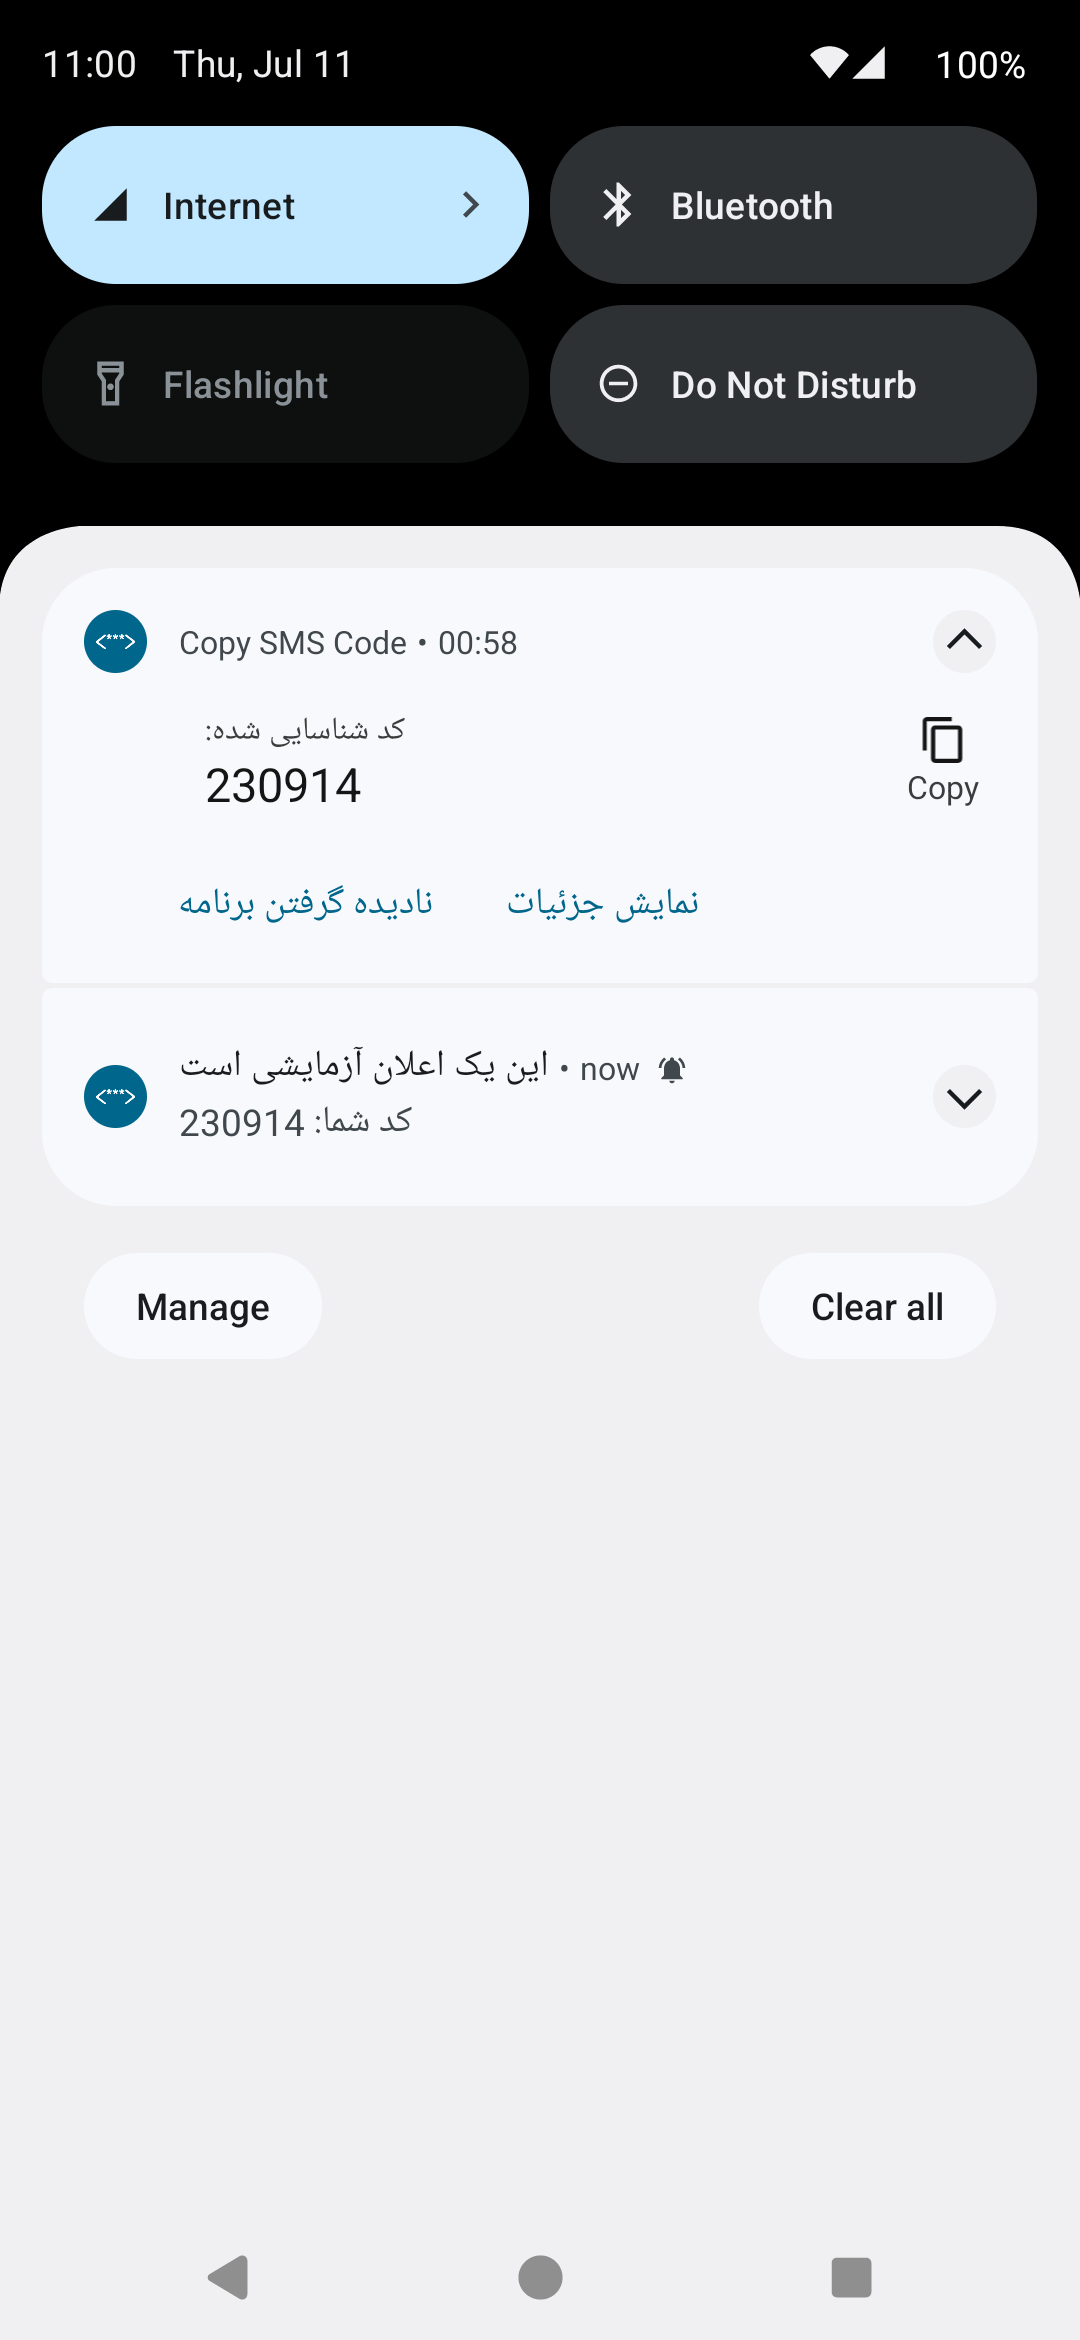 11:00 Thu, Jul 11 100%
Internet
Bluetooth
Flashlight
Do Not Disturb
<***> Copy SMS Code • 00:58
کد شناسایی شده:
230914
Copy
نادیده گرفتن برنامه
نمایش جزئیات
<***> این یک اعلان آزمایشی است • now
کد شما: 230914
Manage
Clear all